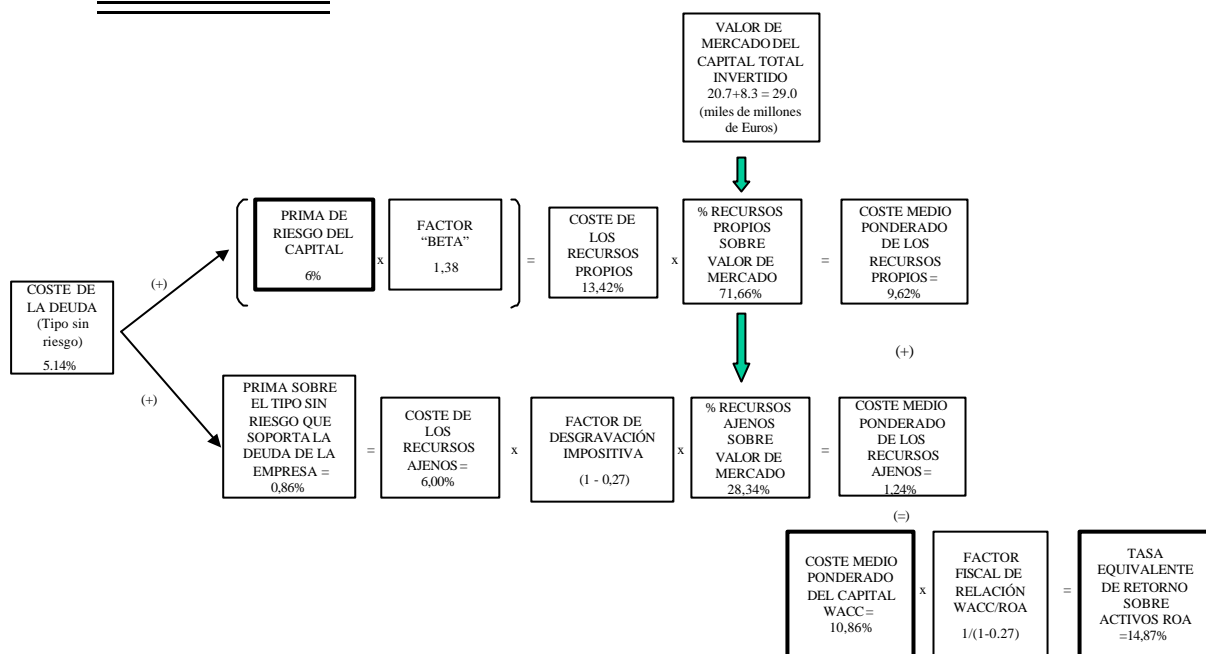 VALOR DE
MERCADO DEL
CAPITAL TOTAL
INVERTIDO
20.7+8.3 = 29.0
(miles de millones
de Euros)
COSTE DE
LA DEUDA
(Tipo sin
riesgo)
5.14%
(+)
(+)
PRIMA DE
RIESGO DEL
CAPITAL
6%
x
FACTOR
“BETA”
1,38
=
COSTE DE
LOS
RECURSOS
PROPIOS
13,42%
x
% RECURSOS
PROPIOS
SOBRE
VALOR DE
MERCADO
71,66%
=
COSTE MEDIO
PONDERADO
DE LOS
RECURSOS
PROPIOS =
9,62%
(+)
PRIMA SOBRE
EL TIPO SIN
RIESGO QUE
SOPORTA LA
DEUDA DE LA
EMPRESA =
0,86%
=
COSTE DE
LOS
RECURSOS
AJENOS =
6,00%
x
FACTOR DE
DESGRAVACIÓN
IMPOSITIVA
(1 - 0,27)
x
% RECURSOS
AJENOS
SOBRE
VALOR DE
MERCADO
28,34%
=
COSTE MEDIO
PONDERADO
DE LOS
RECURSOS
AJENOS =
1,24%
(=)
COSTE MEDIO
PONDERADO
DEL CAPITAL
WACC =
10,86%
x
FACTOR
FISCAL DE
RELACIÓN
WACC/ROA
1/(1-0.27)
=
TASA
EQUIVALENTE
DE RETORNO
SOBRE
ACTIVOS ROA
=14,87%